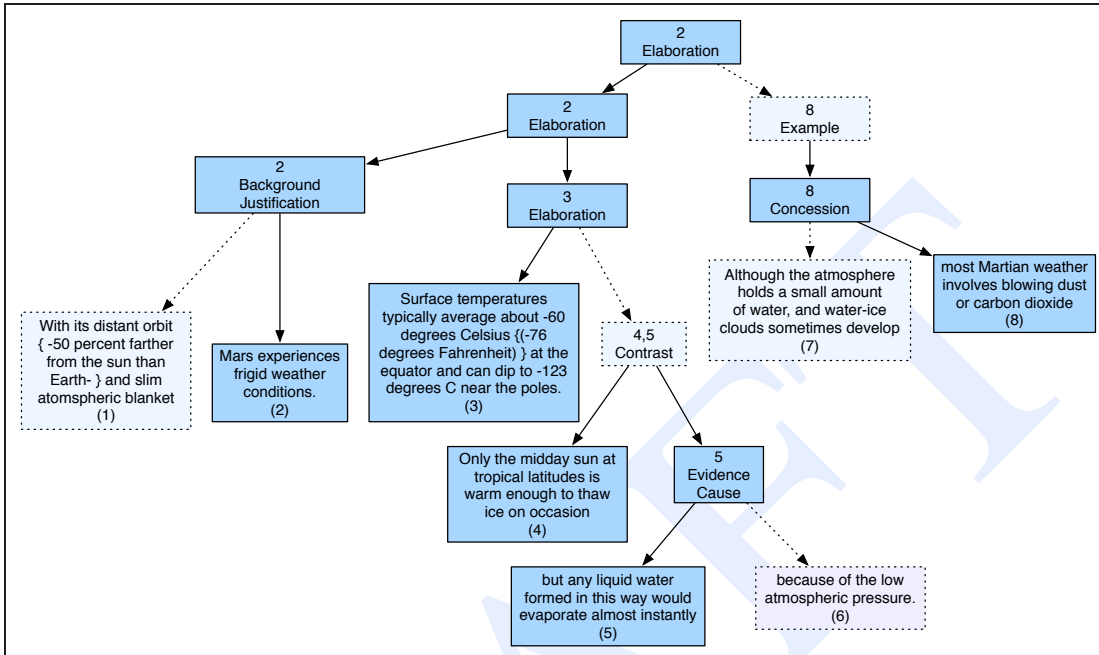 2
Elaboration
2
Elaboration
8
Example
2
Background
Justification
3
Elaboration
8
Concession
With its distant orbit
{ -50 percent farther
from the sun than
Earth- } and slim
atomspheric blanket
(1)
Mars experiences
frigid weather
conditions.
(2)
Surface temperatures
typically average about -60
degrees Celsius {(-76
degrees Fahrenheit) } at the
equator and can dip to -123
degrees C near the poles.
(3)
4,5
Contrast
Although the atmosphere
holds a small amount
of water, and water-ice
clouds sometimes develop
(7)
most Martian weather
involves blowing dust
or carbon dioxide
(8)
Only the midday sun at
tropical latitudes is
warm enough to thaw
ice on occasion
(4)
5
Evidence
Cause
but any liquid water
formed in this way would
evaporate almost instantly
(5)
because of the low
atmospheric pressure.
(6)